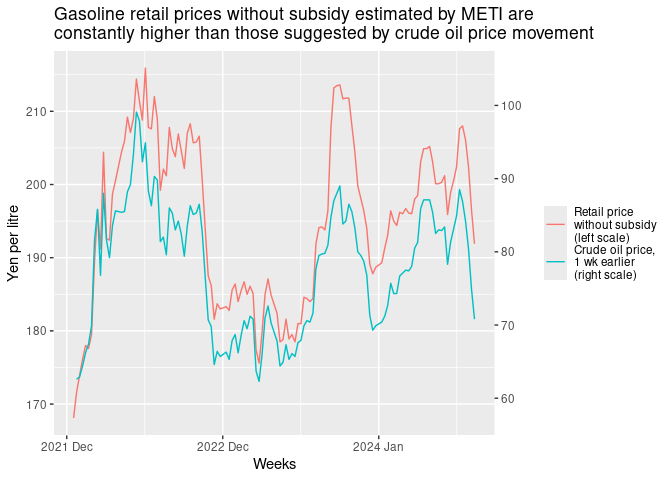 Gasoline retail prices without subsidy estimated by METI are
constantly higher than those suggested by crude oil price movement
Yen per litre
210
200
190
180
170
100
90
80
70
60
2021 Dec
2022 Dec
2024 Jan
Weeks
Retail price
without subsidy
(left scale)
Crude oil price,
1 wk earlier
(right scale)